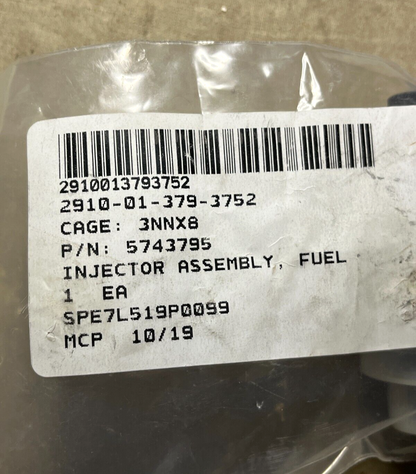 2910013793752
2910-01-379-3752
CAGE: 3NNX8
P/N: 5743795
INJECTOR ASSEMBLY, FUEL
1 EA
SPE7L519P0099
MCP 10/19